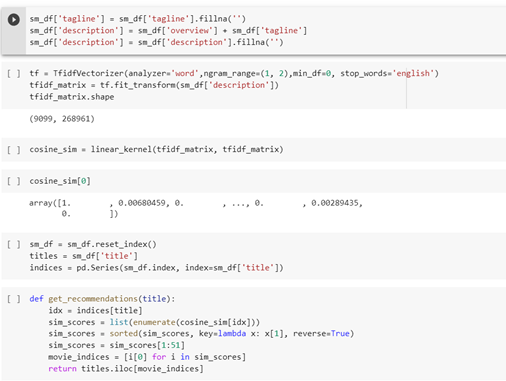 sm_df['tagline'] = sm_df['tagline'].fillna('')
sm_df['description'] = sm_df['overview'] + sm_df['tagline']
sm_df['description'] = sm_df['description'].fillna('')
[ ] tf = TfidfVectorizer(analyzer='word',ngram_range=(1, 2),min_df=0, stop_words='english')
tfidf_matrix = tf.fit_transform(sm_df['description'])
tfidf_matrix.shape
(9099, 268961)
[ ] cosine_sim = linear_kernel(tfidf_matrix, tfidf_matrix)
[ ] cosine_sim[0]
array([1.        , 0.00680459, 0.        , ..., 0.        , 0.00289435,
       0.        ])
[ ] sm_df = sm_df.reset_index()
titles = sm_df['title']
indices = pd.Series(sm_df.index, index=sm_df['title'])
[ ] def get_recommendations(title):
    idx = indices[title]
    sim_scores = list(enumerate(cosine_sim[idx]))
    sim_scores = sorted(sim_scores, key=lambda x: x[1], reverse=True)
    sim_scores = sim_scores[1:51]
    movie_indices = [i[0] for i in sim_scores]
    return titles.iloc[movie_indices]